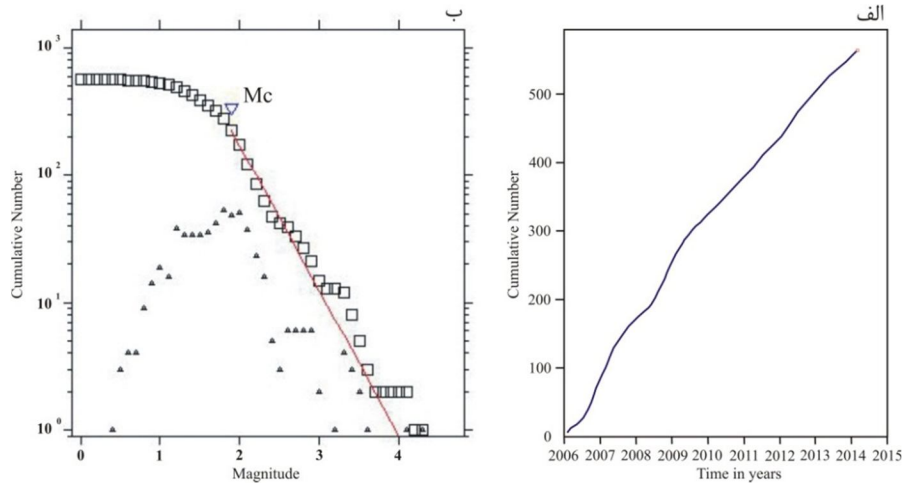 ب
10³
10²
10¹
10⁰
Cumulative Number
Mc
0 1 2 3 4
Magnitude
الف
500
400
300
200
100
0
Cumulative Number
2006 2007 2008 2009 2010 2011 2012 2013 2014 2015
Time in years